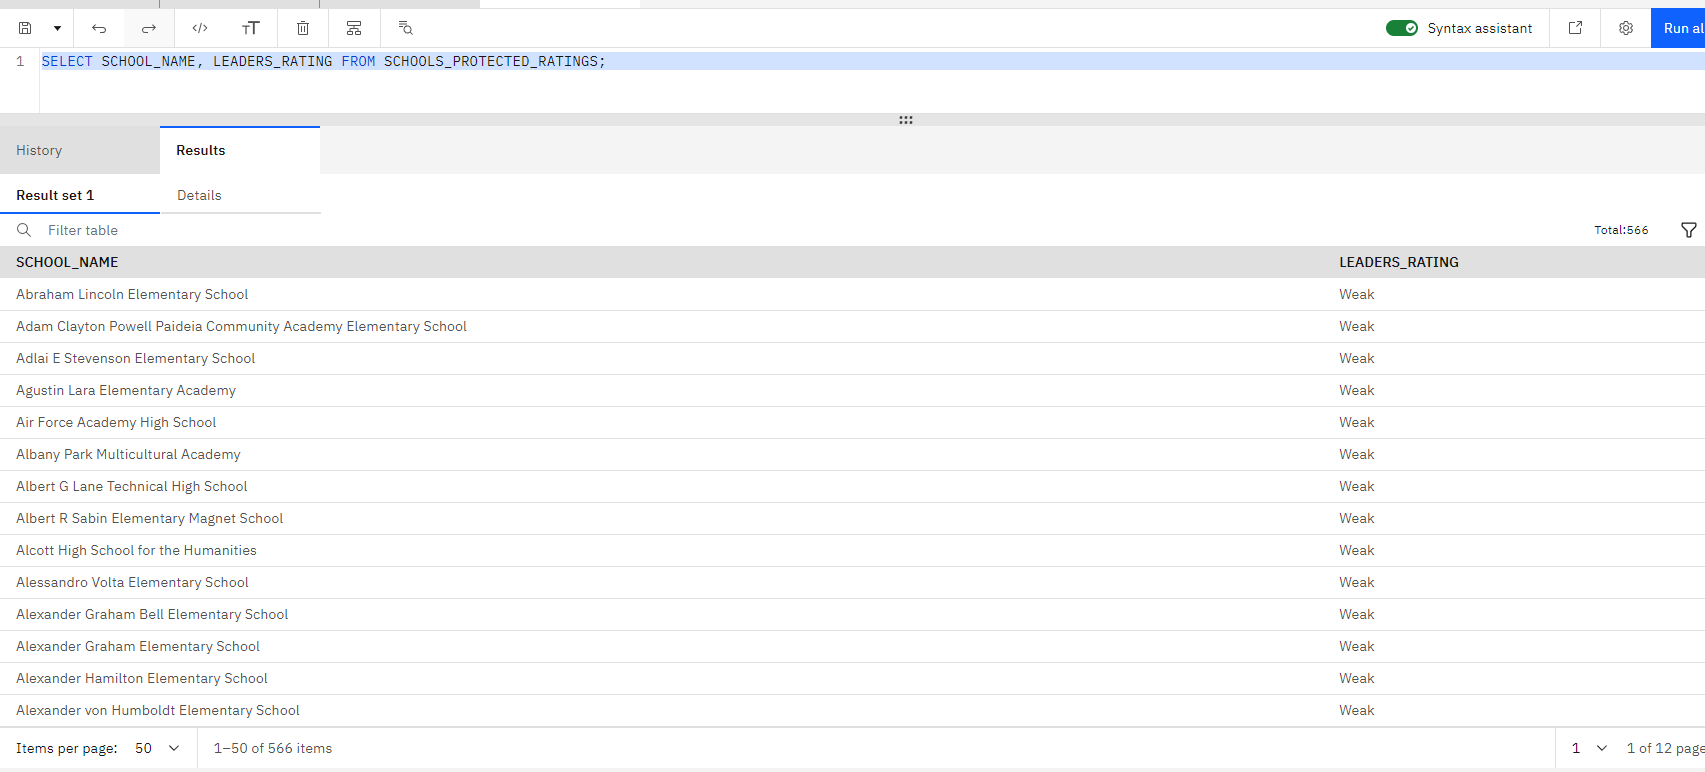 Syntax assistant
Run al
1 SELECT SCHOOL_NAME, LEADERS_RATING FROM SCHOOLS_PROTECTED_RATINGS;
History Results
Result set 1 Details
Filter table Total:566
SCHOOL_NAME LEADERS_RATING
Abraham Lincoln Elementary School Weak
Adam Clayton Powell Paideia Community Academy Elementary School Weak
Adlai E Stevenson Elementary School Weak
Agustin Lara Elementary Academy Weak
Air Force Academy High School Weak
Albany Park Multicultural Academy Weak
Albert G Lane Technical High School Weak
Albert R Sabin Elementary Magnet School Weak
Alcott High School for the Humanities Weak
Alessandro Volta Elementary School Weak
Alexander Graham Bell Elementary School Weak
Alexander Graham Elementary School Weak
Alexander Hamilton Elementary School Weak
Alexander von Humboldt Elementary School Weak
Items per page: 50 1–50 of 566 items 1 1 of 12 page